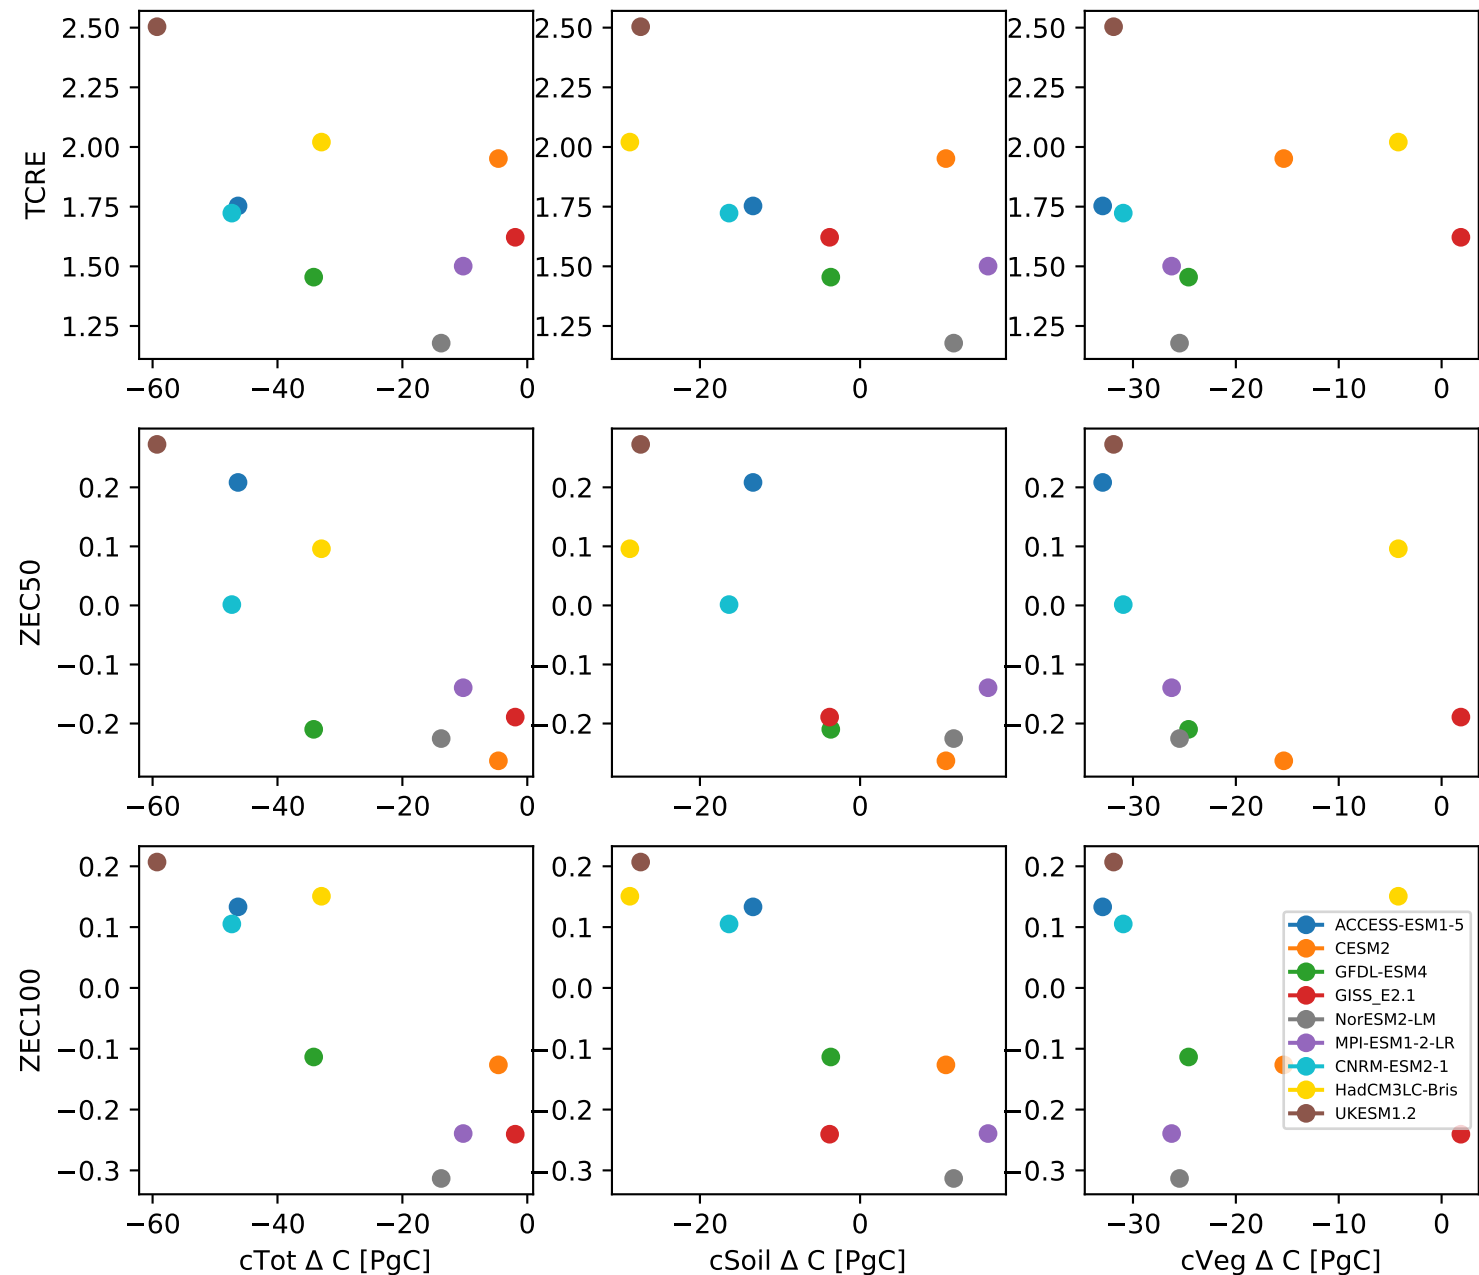 TCRE
2.50
2.25
2.00
1.75
1.50
1.25
−60 −40 −20 0
2.50
2.25
2.00
1.75
1.50
1.25
−20 0
2.50
2.25
2.00
1.75
1.50
1.25
−30 −20 −10 0
ZEC50
0.2
0.1
0.0
−0.1
−0.2
−60 −40 −20 0
0.2
0.1
0.0
−0.1
−0.2
−20 0
0.2
0.1
0.0
−0.1
−0.2
−30 −20 −10 0
ZEC100
0.2
0.1
0.0
−0.1
−0.2
−0.3
−60 −40 −20 0
cTot Δ C [PgC]
0.2
0.1
0.0
−0.1
−0.2
−0.3
−20 0
cSoil Δ C [PgC]
0.2
0.1
0.0
−0.1
−0.2
−0.3
−30 −20 −10 0
cVeg Δ C [PgC]
ACCESS-ESM1-5
CESM2
GFDL-ESM4
GISS_E2.1
NorESM2-LM
MPI-ESM1-2-LR
CNRM-ESM2-1
HadCM3LC-Bris
UKESM1.2